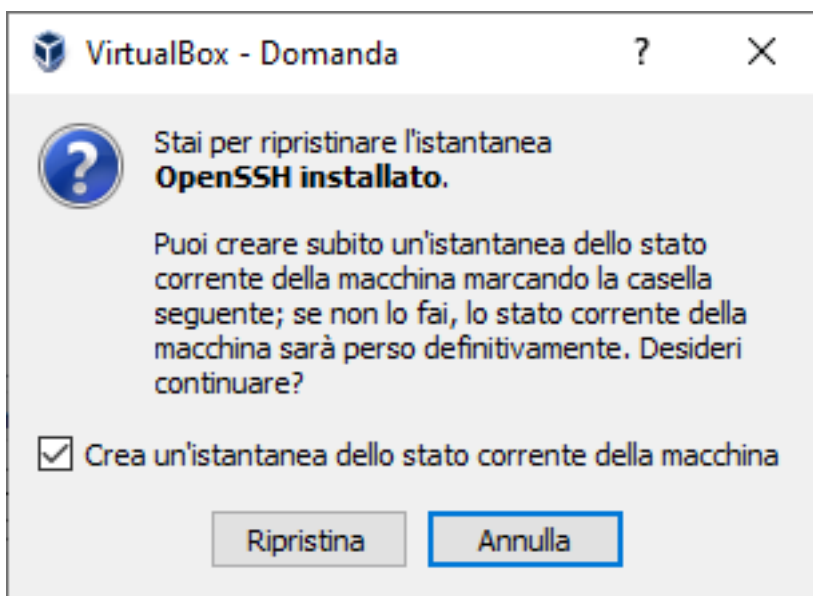 VirtualBox - Domanda
Stai per ripristinare l'istantanea
OpenSSH installato.
Puoi creare subito un'istantanea dello stato
corrente della macchina marcando la casella
seguente; se non lo fai, lo stato corrente della
macchina sarà perso definitivamente. Desideri
continuare?
Crea un'istantanea dello stato corrente della macchina
Ripristina
Annulla